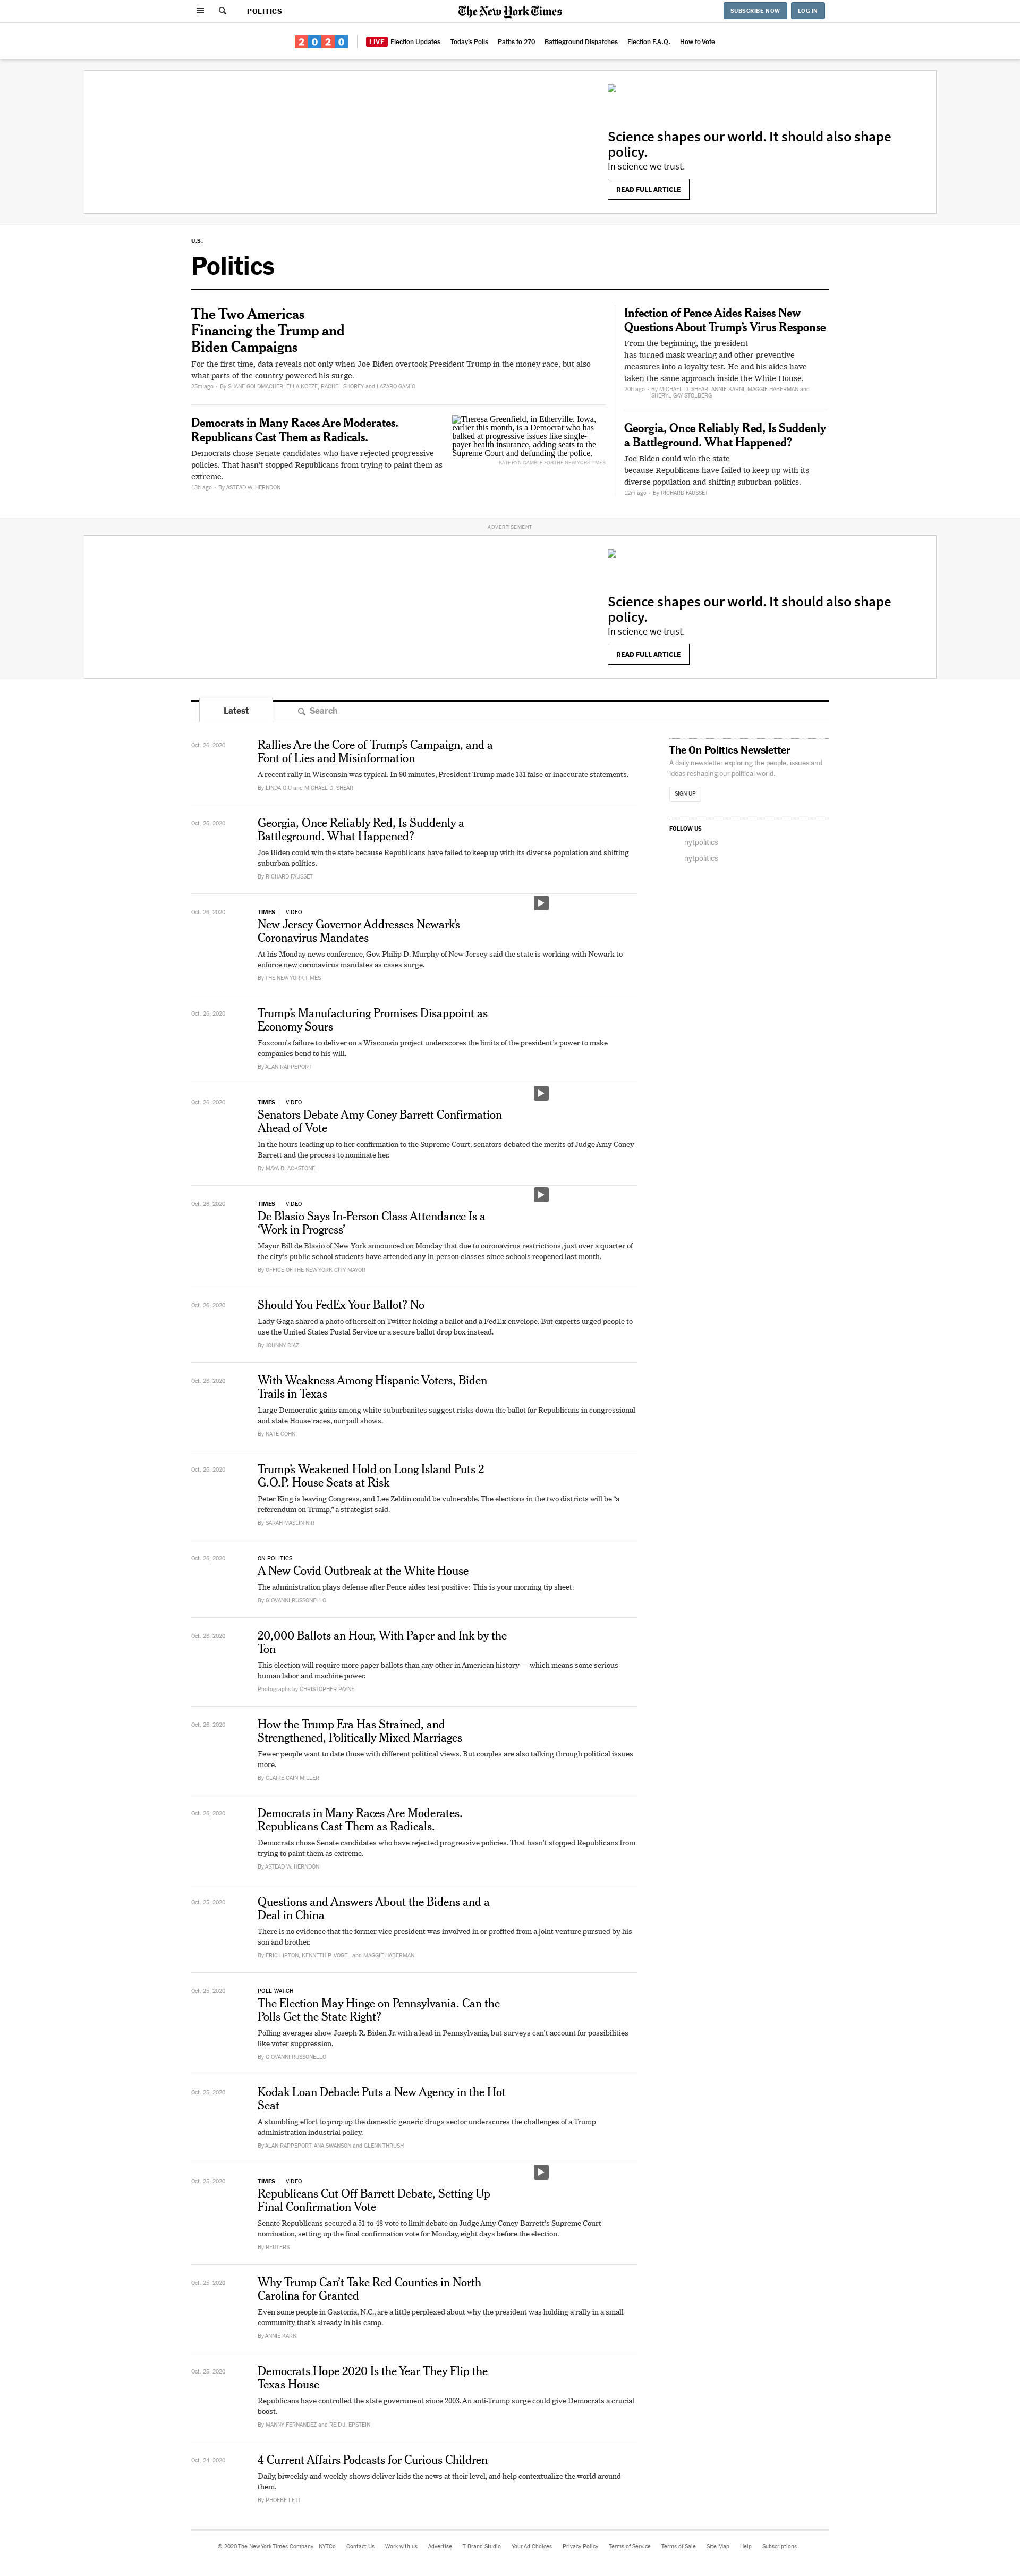 POLITICS
The New York Times
SUBSCRIBE NOW
LOG IN
2020
LIVE Election Updates
Today's Polls
Paths to 270
Battleground Dispatches
Election F.A.Q.
How to Vote
Science shapes our world. It should also shape
policy.
In science we trust.
READ FULL ARTICLE
U.S.
Politics
The Two Americas
Financing the Trump and
Biden Campaigns
For the first time, data reveals not only when Joe Biden overtook President Trump in the money race, but also
what parts of the country powered his surge.
25m ago - By SHANE GOLDMACHER, ELLA KOEZE, RACHEL SHOREY and LAZARO GAMIO
Democrats in Many Races Are Moderates.
Republicans Cast Them as Radicals.
Democrats chose Senate candidates who have rejected progressive
policies. That hasn't stopped Republicans from trying to paint them as
extreme.
13h ago - By ASTEAD W. HERNDON
Theresa Greenfield, in Etherville, Iowa,
earlier this month, is a Democrat who has
balked at progressive issues like single-
payer health insurance, adding seats to the
Supreme Court and defunding the police.
KATHRYN GAMBLE FOR THE NEW YORK TIMES
Infection of Pence Aides Raises New
Questions About Trump's Virus Response
From the beginning, the president
has turned mask wearing and other preventive
measures into a loyalty test. He and his aides have
taken the same approach inside the White House.
20h ago - By MICHAEL D. SHEAR, ANNIE KARNI, MAGGIE HABERMAN and
SHERYL GAY STOLBERG
Georgia, Once Reliably Red, Is Suddenly
a Battleground. What Happened?
Joe Biden could win the state
because Republicans have failed to keep up with its
diverse population and shifting suburban politics.
12m ago - By RICHARD FAUSSET
ADVERTISEMENT
Science shapes our world. It should also shape
policy.
In science we trust.
READ FULL ARTICLE
Latest
Search
Oct. 26, 2020
Rallies Are the Core of Trump's Campaign, and a
Font of Lies and Misinformation
A recent rally in Wisconsin was typical. In 90 minutes, President Trump made 131 false or inaccurate statements.
By LINDA QIU and MICHAEL D. SHEAR
The On Politics Newsletter
A daily newsletter exploring the people, issues and
ideas reshaping our political world.
SIGN UP
FOLLOW US
nytpolitics
nytpolitics
Oct. 26, 2020
Georgia, Once Reliably Red, Is Suddenly a
Battleground. What Happened?
Joe Biden could win the state because Republicans have failed to keep up with its diverse population and shifting
suburban politics.
By RICHARD FAUSSET
Oct. 26, 2020
TIMES | VIDEO
New Jersey Governor Addresses Newark's
Coronavirus Mandates
At his Monday news conference, Gov. Philip D. Murphy of New Jersey said the state is working with Newark to
enforce new coronavirus mandates as cases surge.
By THE NEW YORK TIMES
Oct. 26, 2020
Trump's Manufacturing Promises Disappoint as
Economy Sours
Foxconn's failure to deliver on a Wisconsin project underscores the limits of the president's power to make
companies bend to his will.
By ALAN RAPPEPORT
Oct. 26, 2020
TIMES | VIDEO
Senators Debate Amy Coney Barrett Confirmation
Ahead of Vote
In the hours leading up to her confirmation to the Supreme Court, senators debated the merits of Judge Amy Coney
Barrett and the process to nominate her.
By MAYA BLACKSTONE
Oct. 26, 2020
TIMES | VIDEO
De Blasio Says In-Person Class Attendance Is a
'Work in Progress'
Mayor Bill de Blasio of New York announced on Monday that due to coronavirus restrictions, just over a quarter of
the city's public school students have attended any in-person classes since schools reopened last month.
By OFFICE OF THE NEW YORK CITY MAYOR
Oct. 26, 2020
Should You FedEx Your Ballot? No
Lady Gaga shared a photo of herself on Twitter holding a ballot and a FedEx envelope. But experts urged people to
use the United States Postal Service or a secure ballot drop box instead.
By JOHNNY DIAZ
Oct. 26, 2020
With Weakness Among Hispanic Voters, Biden
Trails in Texas
Large Democratic gains among white suburbanites suggest risks down the ballot for Republicans in congressional
and state House races, our poll shows.
By NATE COHN
Oct. 26, 2020
Trump's Weakened Hold on Long Island Puts 2
G.O.P. House Seats at Risk
Peter King is leaving Congress, and Lee Zeldin could be vulnerable. The elections in the two districts will be "a
referendum on Trump," a strategist said.
By SARAH MASLIN NIR
Oct. 26, 2020
ON POLITICS
A New Covid Outbreak at the White House
The administration plays defense after Pence aides test positive: This is your morning tip sheet.
By GIOVANNI RUSSONELLO
Oct. 26, 2020
20,000 Ballots an Hour, With Paper and Ink by the
Ton
This election will require more paper ballots than any other in American history — which means some serious
human labor and machine power.
Photographs by CHRISTOPHER PAYNE
Oct. 26, 2020
How the Trump Era Has Strained, and
Strengthened, Politically Mixed Marriages
Fewer people want to date those with different political views. But couples are also talking through political issues
more.
By CLAIRE CAIN MILLER
Oct. 26, 2020
Democrats in Many Races Are Moderates.
Republicans Cast Them as Radicals.
Democrats chose Senate candidates who have rejected progressive policies. That hasn't stopped Republicans from
trying to paint them as extreme.
By ASTEAD W. HERNDON
Oct. 25, 2020
Questions and Answers About the Bidens and a
Deal in China
There is no evidence that the former vice president was involved in or profited from a joint venture pursued by his
son and brother.
By ERIC LIPTON, KENNETH P. VOGEL and MAGGIE HABERMAN
Oct. 25, 2020
POLL WATCH
The Election May Hinge on Pennsylvania. Can the
Polls Get the State Right?
Polling averages show Joseph R. Biden Jr. with a lead in Pennsylvania, but surveys can't account for possibilities
like voter suppression.
By GIOVANNI RUSSONELLO
Oct. 25, 2020
Kodak Loan Debacle Puts a New Agency in the Hot
Seat
A stumbling effort to prop up the domestic generic drugs sector underscores the challenges of a Trump
administration industrial policy.
By ALAN RAPPEPORT, ANA SWANSON and GLENN THRUSH
Oct. 25, 2020
TIMES | VIDEO
Republicans Cut Off Barrett Debate, Setting Up
Final Confirmation Vote
Senate Republicans secured a 51-to-48 vote to limit debate on Judge Amy Coney Barrett's Supreme Court
nomination, setting up the final confirmation vote for Monday, eight days before the election.
By REUTERS
Oct. 25, 2020
Why Trump Can't Take Red Counties in North
Carolina for Granted
Even some people in Gastonia, N.C., are a little perplexed about why the president was holding a rally in a small
community that's already in his camp.
By ANNIE KARNI
Oct. 25, 2020
Democrats Hope 2020 Is the Year They Flip the
Texas House
Republicans have controlled the state government since 2003. An anti-Trump surge could give Democrats a crucial
boost.
By MANNY FERNANDEZ and REID J. EPSTEIN
Oct. 24, 2020
4 Current Affairs Podcasts for Curious Children
Daily, biweekly and weekly shows deliver kids the news at their level, and help contextualize the world around
them.
By PHOEBE LETT
© 2020 The New York Times Company
NYTCo
Contact Us
Work with us
Advertise
T Brand Studio
Your Ad Choices
Privacy Policy
Terms of Service
Terms of Sale
Site Map
Help
Subscriptions